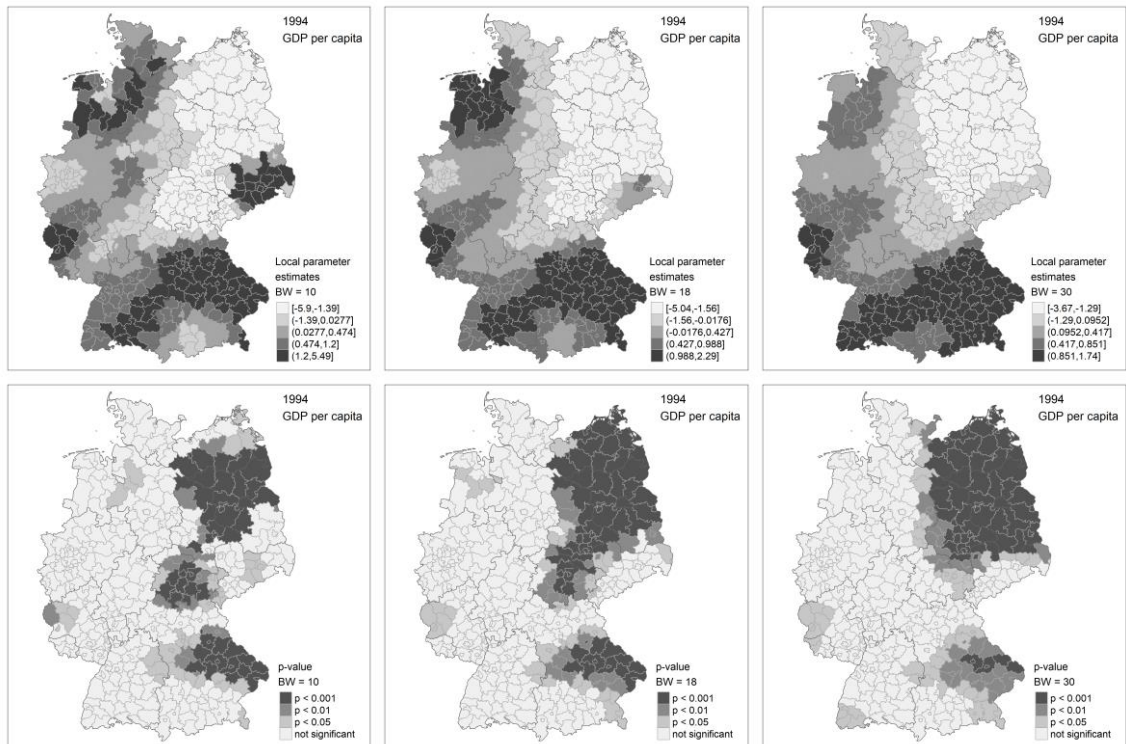 1994
GDP per capita
Local parameter
estimates
BW = 10
[-5.9,-1.39]
(-1.39,0.0277]
(0.0277,0.474]
(0.474,1.2]
(1.2,5.49]
1994
GDP per capita
Local parameter
estimates
BW = 18
[-5.04,-1.56]
(-1.56,-0.0176]
(-0.0176,0.427]
(0.427,0.988]
(0.988,2.29]
1994
GDP per capita
Local parameter
estimates
BW = 30
[-3.67,-1.29]
(-1.29,0.0952]
(0.0952,0.417]
(0.417,0.851]
(0.851,1.74]
1994
GDP per capita
p-value
BW = 10
p < 0.001
p < 0.01
p < 0.05
not significant
1994
GDP per capita
p-value
BW = 18
p < 0.001
p < 0.01
p < 0.05
not significant
1994
GDP per capita
p-value
BW = 30
p < 0.001
p < 0.01
p < 0.05
not significant